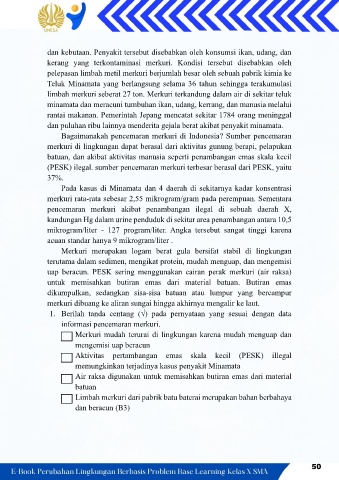 UNESA
dan kebutaan. Penyakit tersebut disebabkan oleh konsumsi ikan, udang, dan
kerang yang terkontaminasi merkuri. Kondisi tersebut disebabkan oleh
pelepasan limbah metil merkuri berjumlah besar oleh sebuah pabrik kimia ke
Teluk Minamata yang berlangsung selama 36 tahun sehingga terakumulasi
limbah merkuri seberat 27 ton. Merkuri terkandung dalam air di sekitar teluk
minamata dan meracuni tumbuhan ikan, udang, kerrang, dan manusia melalui
rantai makanan. Pemerintah Jepang mencatat sekitar 1784 orang meninggal
dan puluhan ribu lainnya menderita gejala berat akibat penyakit minamata.
Bagaimanakah pencemaran merkuri di Indonesia? Sumber pencemaran
merkuri di lingkungan dapat berasal dari aktivitas gunung berapi, pelapukan
batuan, dan akibat aktivitas manusia seperti penambangan emas skala kecil
(PESK) ilegal. sumber pencemaran merkuri terbesar berasal dari PESK, yaitu
37%.
Pada kasus di Minamata dan 4 daerah di sekitarnya kadar konsentrasi
merkuri rata-rata sebesar 2,55 mikrogram/gram pada perempuan. Sementara
pencemaran merkuri akibat penambangan ilegal di sebuah daerah X,
kandungan Hg dalam urine penduduk di sekitar area penambangan antara 10,5
mikrogram/liter - 127 program/liter. Angka tersebut sangat tinggi karena
acuan standar hanya 9 mikrogram/liter .
Merkuri merupakan logam berat gula bersifat stabil di lingkungan
terutama dalam sedimen, mengikat protein, mudah menguap, dan mengemisi
uap beracun. PESK sering menggunakan cairan perak merkuri (air raksa)
untuk memisahkan butiran emas dari material batuan. Butiran emas
dikumpulkan, sedangkan sisa-sisa batuan atau lumpur yang bercampur
merkuri dibuang ke aliran sungai hingga akhirnya mengalir ke laut.
1. Berilah tanda centang (√) pada pernyataan yang sesuai dengan data
informasi pencemaran merkuri.
Merkuri mudah terurai di lingkungan karena mudah menguap dan
mengemisi uap beracun
Aktivitas pertambangan emas skala kecil (PESK) illegal
memungkinkan terjadinya kasus penyakit Minamata
Air raksa digunakan untuk memisahkan butiran emas dari material
batuan
Limbah merkuri dari pabrik batu baterai merupakan bahan berbahaya
dan beracun (B3)
E-Book Perubahan Lingkungan Berbasis Problem Base Learning Kelas X SMA
50